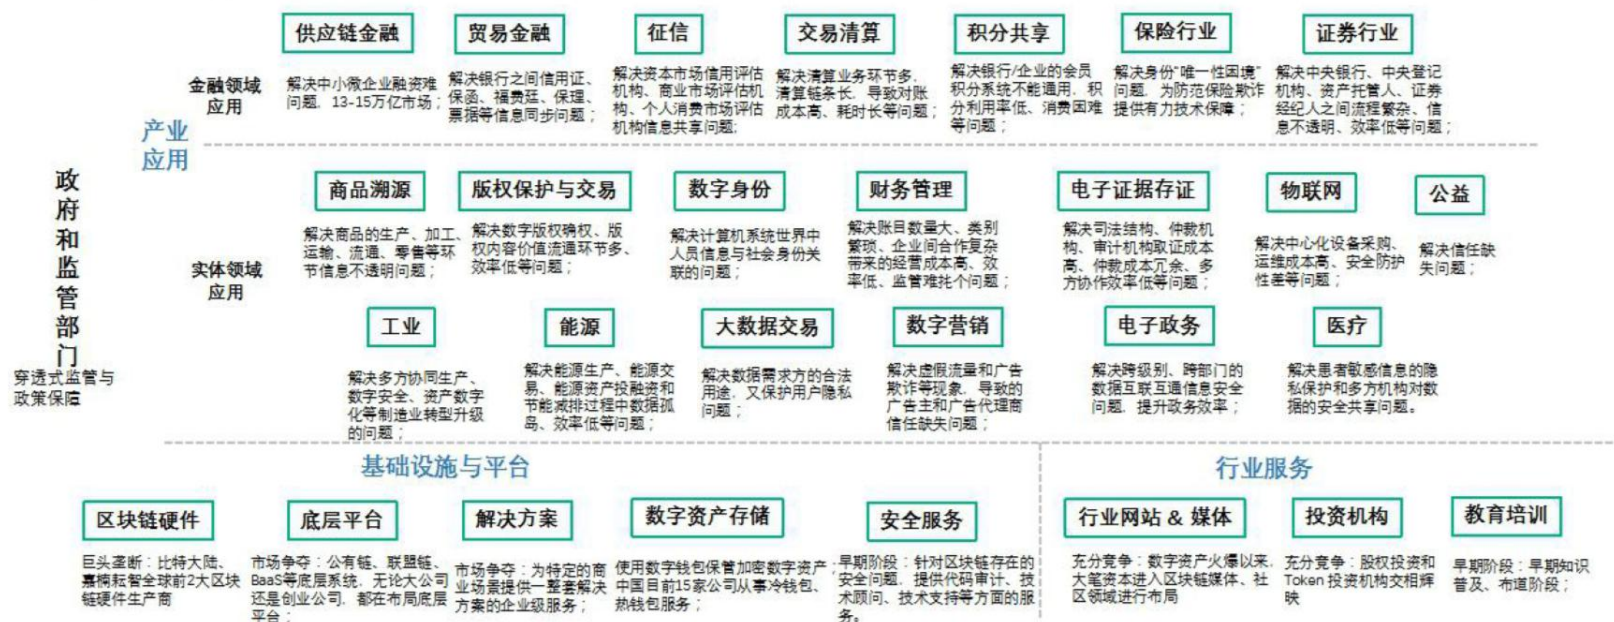 供应链金融
贸易金融
征信
交易清算
积分共享
保险行业
证券行业
金融领域
应用
解决中小微企业融资难
问题，13-15万亿市场；
解决银行之间信用证、
保函、福费廷、保理、
票据等信息同步问题；
解决资本市场信用评估
机构、商业市场评估机
构、个人消费市场评估
机构信息共享问题;
解决清算业务环节多，
清算链条长，导致对账
成本高、耗时长等问题；
解决银行/企业的会员
积分系统不能通用，积
分利用率低、消费困难
等问题；
解决身份“唯一性困境”
问题，为防范保险欺诈
提供有力技术保障；
解决中央银行、中央登记
机构、资产托管人、证券
经纪人之间流程繁杂、信
息不透明、效率低等问题；
产业
应用
政府和监管部门
穿透式监管与
政策保障
商品溯源
版权保护与交易
数字身份
财务管理
电子证据存证
物联网
公益
实体领域
应用
解决商品的生产、加工、
运输、流通、零售等环
节信息不透明问题；
解决数字版权确权、版
权内容价值流通环节多、
效率低等问题；
解决计算机系统世界中
人员信息与社会身份关
联的问题；
解决账目数量大、类别
繁琐、企业间合作复杂
带来的经营成本高、效
率低、监管难抡个问题；
解决司法结构、仲裁机
构、审计机构取证成本
高、仲裁成本冗余、多
方协作效率低等问题；
解决中心化设备采购、
运维成本高、安全防护
性差等问题；
解决信任缺
失问题；
工业
能源
大数据交易
数字营销
电子政务
医疗
解决多方协同生产、
数字安全、资产数字
化等制造业转型升级
的问题；
解决能源生产、能源交
易、能源资产投融资和
节能减排过程中数据孤
岛、效率低等问题；
解决数据需求方的合法
用途，又保护用户隐私
问题；
解决虚假流量和广告
欺诈等现象，导致的
广告主和广告代理商
信任缺失问题；
解决跨级别、跨部门的
数据互联互通信息安全
问题，提升政务效率；
解决患者敏感信息的隐
私保护和多方机构对数
据的安全共享问题。
基础设施与平台
行业服务
区块链硬件
底层平台
解决方案
数字资产存储
安全服务
行业网站 & 媒体
投资机构
教育培训
巨头垄断：比特大陆、
嘉楠耘智全球前2大区块
链硬件生产商
市场争夺：公有链、联盟链、
BaaS等底层系统，无论大公司
还是创业公司，都在布局底层
平台；
市场争夺：为特定的商
业场景提供一整套解决
方案的企业级服务；
使用数字钱包保管加密数字资产；
中国目前15家公司从事冷钱包、
热钱包服务；
早期阶段：针对区块链存在的
安全问题，提供代码审计、技
术顾问、技术支持等方面的服
务。
充分竞争：数字资产火爆以来，
大笔资本进入区块链媒体、社
区领域进行布局
充分竞争：股权投资和
Token 投资机构交相辉
映
早期阶段：早期知识
普及、布道阶段；